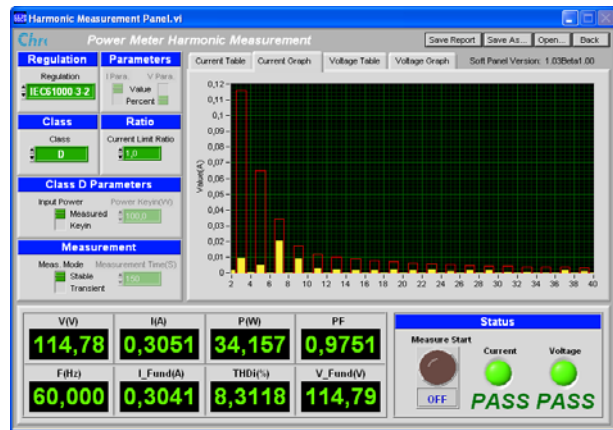 Harmonic Measurement Panel.vi
Chr Power Meter Harmonic Measurement
Save Report Save As... Open... Back
Regulation
Regulation
IEC61000-3-2
Parameters
I Para. V Para.
Value
Percent
Class
Class
D
Ratio
Current Limit Ratio
1,0
Class D Parameters
Input Power Power Keyin(W)
Measured 100,0
Keyin
Measurement
Meas. Mode Measurement Time(S)
Stable 150
Transient
Current Table Current Graph Voltage Table Voltage Graph Soft Panel Version: 1.03Beta1.00
Value(A)
0,12
0,11
0,1
0,09
0,08
0,07
0,06
0,05
0,04
0,03
0,02
0,01
0
2 4 6 8 10 12 14 16 18 20 22 24 26 28 30 32 34 36 38 40
V(V) I(A) P(W) PF
114,78 0,3051 34,157 0,9751
F(Hz) I_Fund(A) THDi(%) V_Fund(V)
60,000 0,3041 8,3118 114,79
Status
Measure Start Current Voltage
OFF PASS PASS